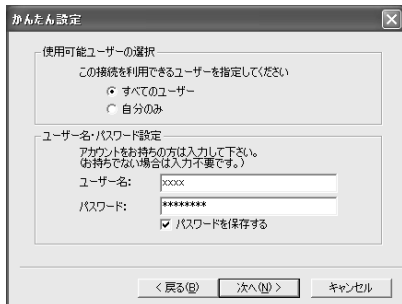 かんたん設定
使用可能ユーザーの選択
この接続を利用できるユーザーを指定してください
すべてのユーザー
自分のみ
ユーザー名・パスワード設定
アカウントをお持ちの方は入力して下さい。
(お持ちでない場合は入力不要です。)
ユーザー名: xxxx
パスワード: ********
パスワードを保存する
< 戻る(B) 次へ(N) > キャンセル